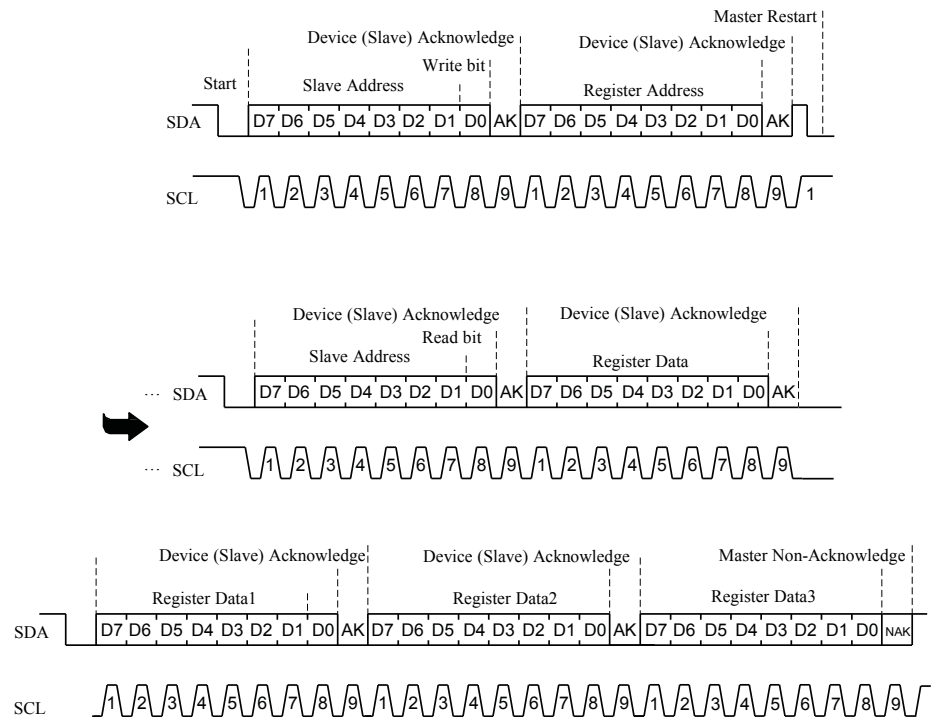 Master Restart
Device (Slave) Acknowledge Device (Slave) Acknowledge
Write bit
Start Slave Address Register Address
SDA D7 D6 D5 D4 D3 D2 D1 D0 AK D7 D6 D5 D4 D3 D2 D1 D0 AK
SCL 1 2 3 4 5 6 7 8 9 1 2 3 4 5 6 7 8 9 1
Device (Slave) Acknowledge Device (Slave) Acknowledge
Read bit
Slave Address Register Data
... SDA D7 D6 D5 D4 D3 D2 D1 D0 AK D7 D6 D5 D4 D3 D2 D1 D0 AK
... SCL 1 2 3 4 5 6 7 8 9 1 2 3 4 5 6 7 8 9
Device (Slave) Acknowledge Device (Slave) Acknowledge Master Non-Acknowledge
Register Data1 Register Data2 Register Data3
SDA D7 D6 D5 D4 D3 D2 D1 D0 AK D7 D6 D5 D4 D3 D2 D1 D0 AK D7 D6 D5 D4 D3 D2 D1 D0 NAK
SCL 1 2 3 4 5 6 7 8 9 1 2 3 4 5 6 7 8 9 1 2 3 4 5 6 7 8 9